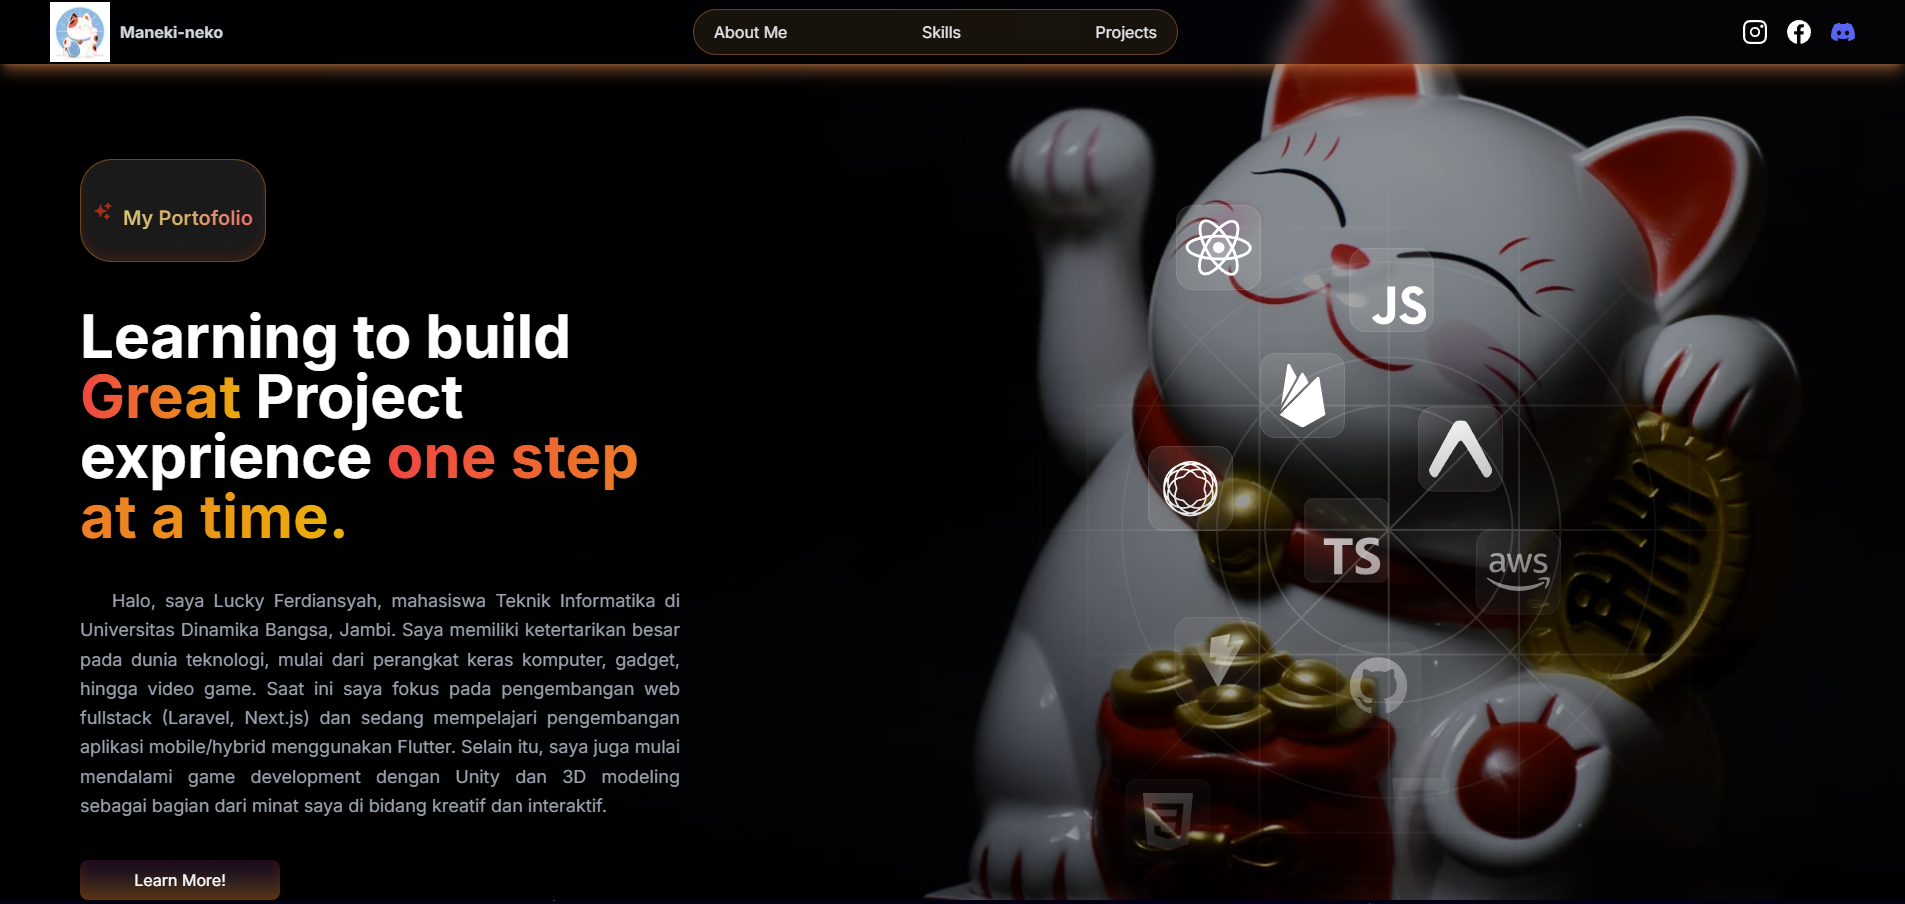 Maneki-neko
About Me
Skills
Projects
My Portofolio
Learning to build
Great Project
exprience one step
at a time.
Halo, saya Lucky Ferdiansyah, mahasiswa Teknik Informatika di
Universitas Dinamika Bangsa, Jambi. Saya memiliki ketertarikan besar
pada dunia teknologi, mulai dari perangkat keras komputer, gadget,
hingga video game. Saat ini saya fokus pada pengembangan web
fullstack (Laravel, Next.js) dan sedang mempelajari pengembangan
aplikasi mobile/hybrid menggunakan Flutter. Selain itu, saya juga mulai
mendalami game development dengan Unity dan 3D modeling
sebagai bagian dari minat saya di bidang kreatif dan interaktif.
Learn More!
JS
TS
aws